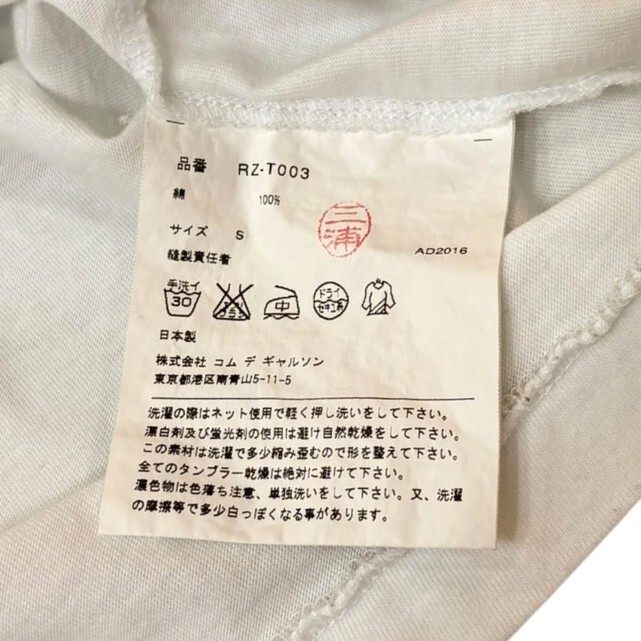 品番 RZ-T003
綿 100%
サイズ S
三浦
縫製責任者
AD2016
手洗イ
30
エンソサラシ
中
ドライ
セキユ系
日本製
株式会社 コム デ ギャルソン
東京都港区南青山5-11-5
洗濯の際はネット使用で軽く押し洗いをして下さい。
漂白剤及び蛍光剤の使用は避け自然乾燥をして下さい。
この素材は洗濯で多少縮み歪むので形を整えて下さい。
全てのタンブラー乾燥は絶対に避けて下さい。
濃色物は色落ち注意、単独洗いをして下さい。又、洗濯
の摩擦等で多少白っぽくなる事があります。